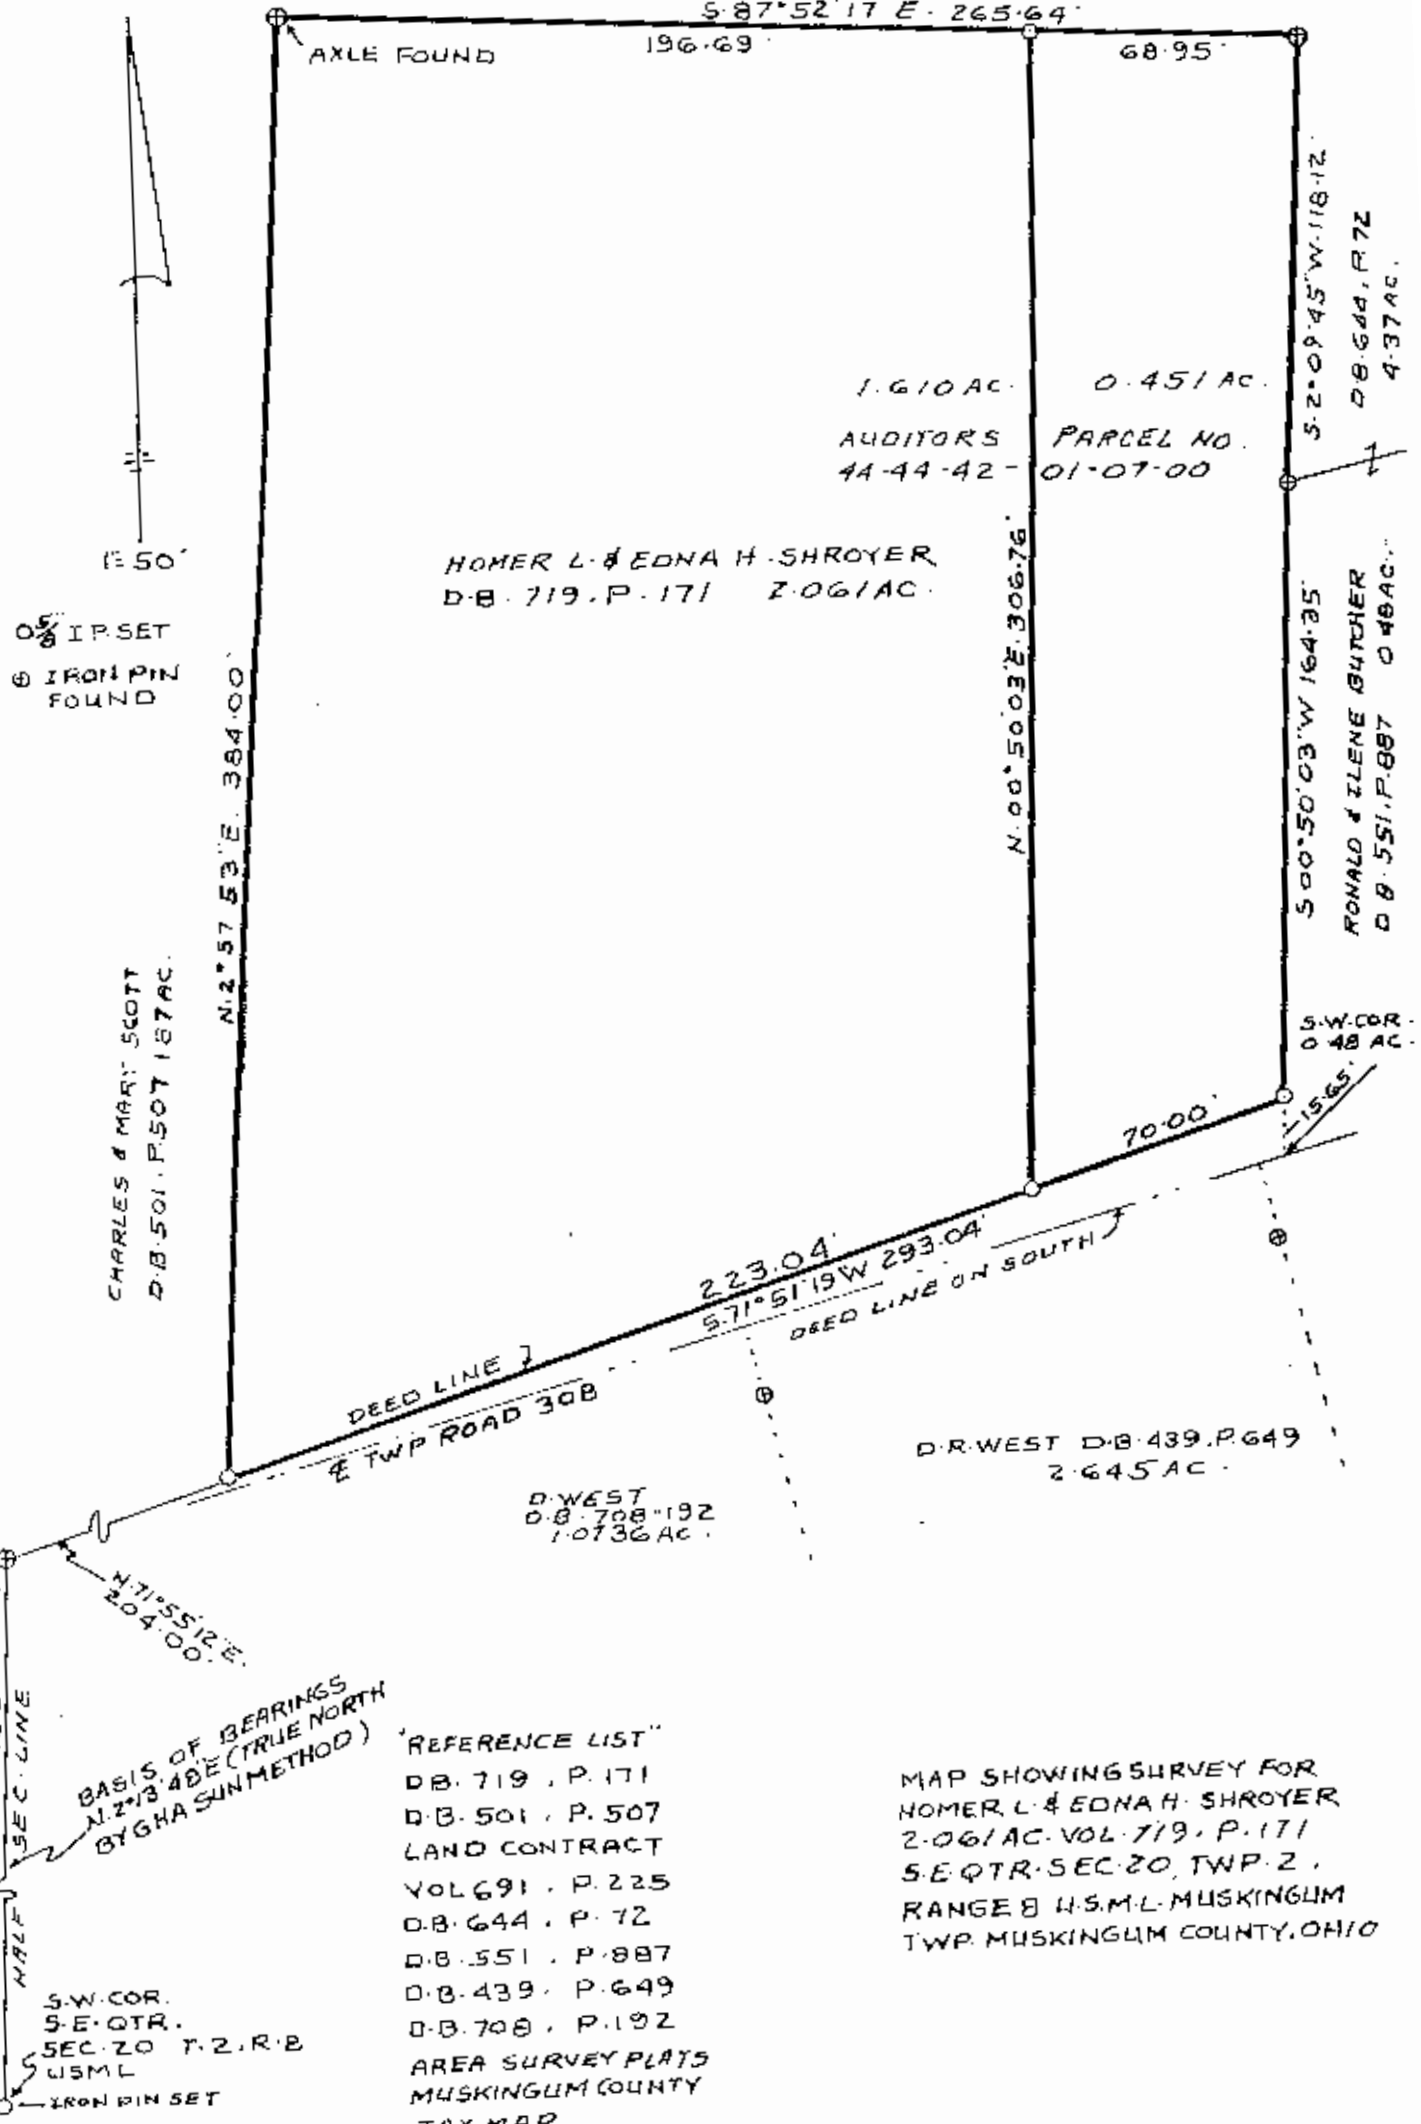 S·87°52'17"E· 265·64'
196·69'
68·95'
AXLE FOUND
S·2°09'45"W·118·12
D·B·644, P.72
4·37 AC.
1·610 AC·
0·451 AC.
AUDITORS PARCEL NO.
44-44-42-01-07-00
1"=50'
HOMER L·& EDNA H·SHROYER
D·B·719·P·171 2·061 AC·
O 5/8" I.P. SET
⊕ IRON PIN
FOUND
N·2°57'53"E. 384·00'
N·00°50'03"E 306·76'
S00°50'03"W 164·35
RONALD & ILENE BUTCHER
D B·551·P·887 0·48 AC·
CHARLES & MARY SCOTT
D·B·501·P.507 187 AC.
S·W·COR·
0·48 AC·
15·65'
70·00'
223·04'
S·71°51'19"W 293·04'
DEED LINE ON SOUTH
DEED LINE
℄ TWP ROAD 308
D·R·WEST D·B·439·P.649
2·645 AC·
D·WEST
D·B·708-192
1·0736 AC·
N·71°55'12"E.
204·00'
BASIS OF BEARINGS
N·2°13'48"E (TRUE NORTH
BY GHA SUN METHOD)
HALF SEC·LINE
"REFERENCE LIST"
D B· 719 , P. 171
D·B· 501 , P. 507
LAND CONTRACT
VOL 691 , P. 225
D·B· 644 , P· 72
D·B· 551 , P·887
D·B· 439, P·649
D·B· 708, P·192
AREA SURVEY PLATS
MUSKINGUM COUNTY
TAX MAP
MAP SHOWING SURVEY FOR
HOMER L·& EDNA H· SHROYER
2·061 AC·VOL·719, P.171
S·E·QTR·SEC·20, TWP·2,
RANGE 8 U·S·M·L·MUSKINGUM
TWP· MUSKINGUM COUNTY, OHIO
S·W·COR.
S·E·QTR.
SEC·20 T·2,R·8
USML
IRON PIN SET